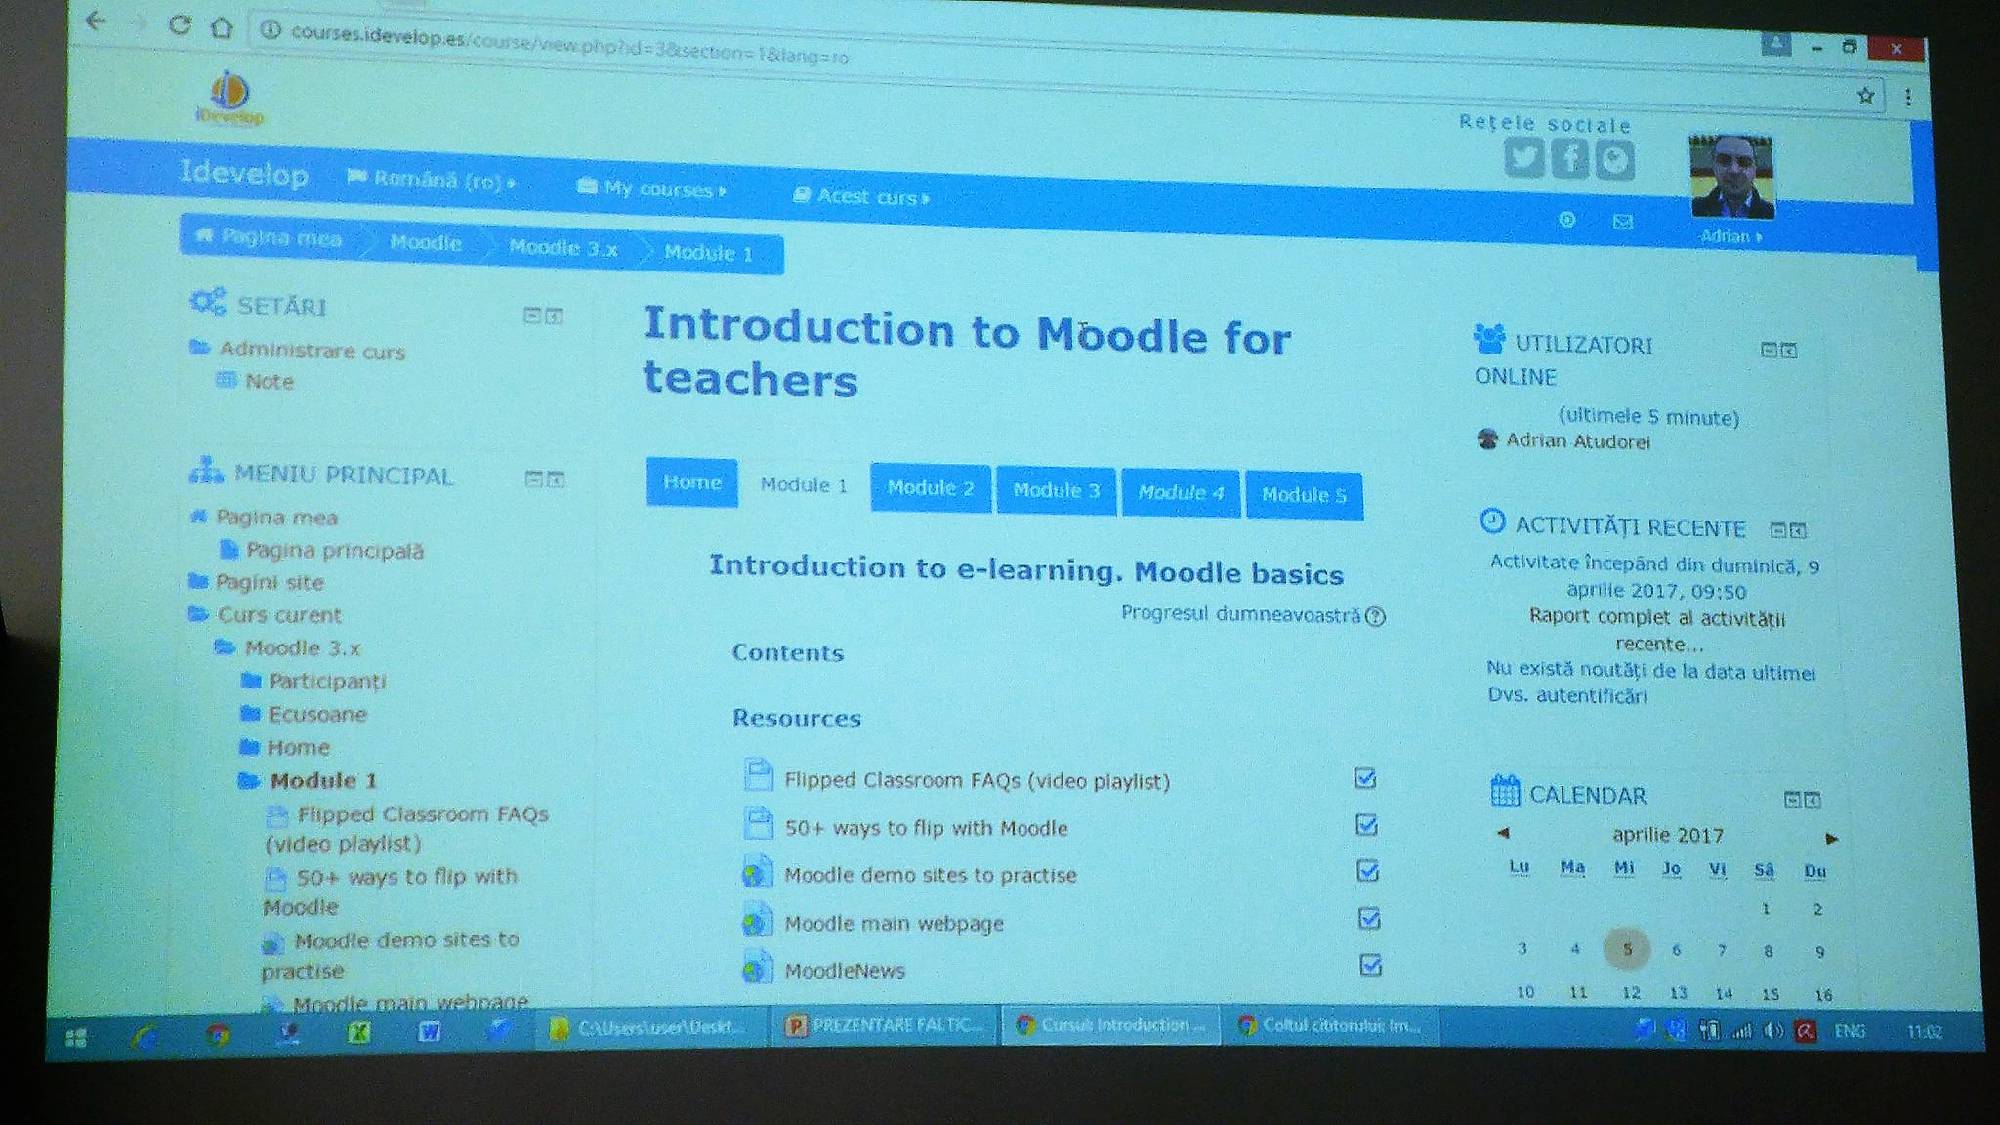 courses.idevelop.es/course/view.php?id=3&section=1&lang=ro
iDevelop
Rețele sociale
Idevelop
Română (ro)
My courses
Acest curs
Adrian
Pagina mea
Moodle
Moodle 3.x
Module 1
SETĂRI
Administrare curs
Note
MENIU PRINCIPAL
Pagina mea
Pagina principală
Pagini site
Curs curent
Moodle 3.x
Participanți
Ecusoane
Home
Module 1
Flipped Classroom FAQs
(video playlist)
50+ ways to flip with
Moodle
Moodle demo sites to
practise
Moodle main webpage
Introduction to Moodle for
teachers
Home
Module 1
Module 2
Module 3
Module 4
Module 5
Introduction to e-learning. Moodle basics
Progresul dumneavoastră
Contents
Resources
Flipped Classroom FAQs (video playlist)
50+ ways to flip with Moodle
Moodle demo sites to practise
Moodle main webpage
MoodleNews
UTILIZATORI
ONLINE
(ultimele 5 minute)
Adrian Atudorei
ACTIVITĂȚI RECENTE
Activitate începând din duminică, 9
aprilie 2017, 09:50
Raport complet al activității
recente...
Nu există noutăți de la data ultimei
Dvs. autentificări
CALENDAR
aprilie 2017
Lu Ma Mi Jo Vi Sâ Du
1 2
3 4 5 6 7 8 9
10 11 12 13 14 15 16
C:\Users\user\Deskt...
PREZENTARE FALTIC...
Cursul: Introduction ...
Coltul cititorului: Im...
ENG
11:02